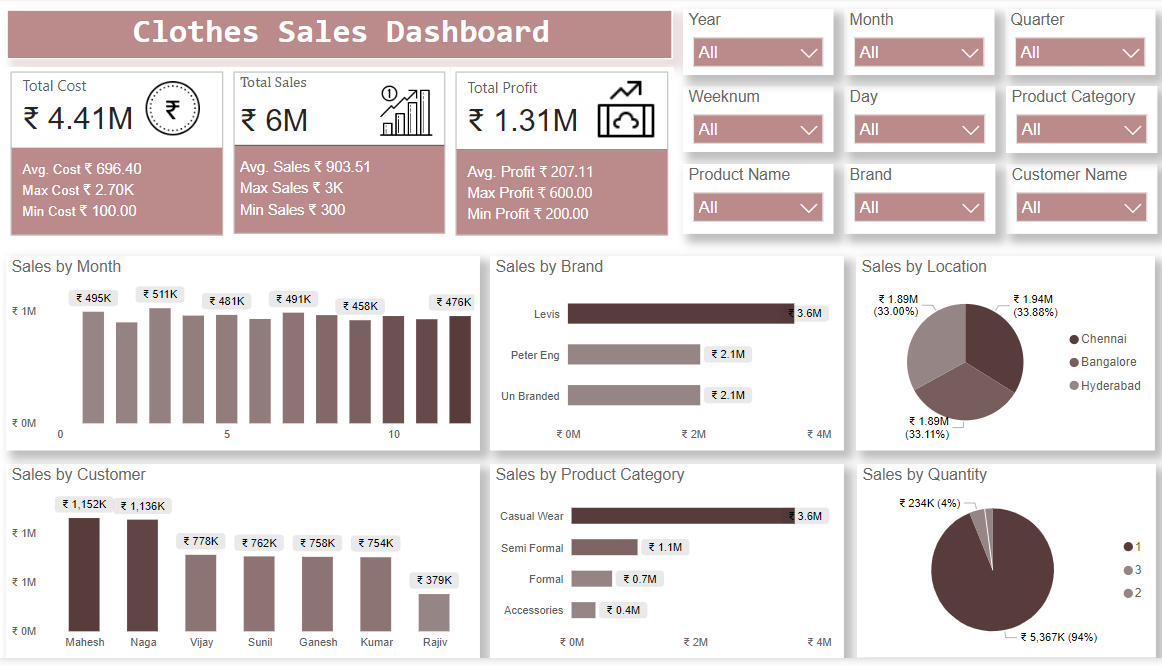 Clothes Sales Dashboard
Year
All
Month
All
Quarter
All
Weeknum
All
Day
All
Product Category
All
Product Name
All
Brand
All
Customer Name
All
Total Cost
₹ 4.41M
₹
Avg. Cost ₹ 696.40
Max Cost ₹ 2.70K
Min Cost ₹ 100.00
Total Sales
₹ 6M
1
Avg. Sales ₹ 903.51
Max Sales ₹ 3K
Min Sales ₹ 300
Total Profit
₹ 1.31M
Avg. Profit ₹ 207.11
Max Profit ₹ 600.00
Min Profit ₹ 200.00
Sales by Month
₹ 495K
₹ 511K
₹ 481K
₹ 491K
₹ 458K
₹ 476K
₹ 1M
₹ 0M
0
5
10
Sales by Brand
Levis
₹ 3.6M
Peter Eng
₹ 2.1M
Un Branded
₹ 2.1M
₹ 0M
₹ 2M
₹ 4M
Sales by Location
₹ 1.89M
(33.00%)
₹ 1.94M
(33.88%)
₹ 1.89M
(33.11%)
Chennai
Bangalore
Hyderabad
Sales by Customer
₹ 1,152K
₹ 1,136K
₹ 778K
₹ 762K
₹ 758K
₹ 754K
₹ 379K
₹ 1M
₹ 1M
₹ 0M
Mahesh
Naga
Vijay
Sunil
Ganesh
Kumar
Rajiv
Sales by Product Category
Casual Wear
₹ 3.6M
Semi Formal
₹ 1.1M
Formal
₹ 0.7M
Accessories
₹ 0.4M
₹ 0M
₹ 2M
₹ 4M
Sales by Quantity
₹ 234K (4%)
₹ 5,367K (94%)
1
3
2